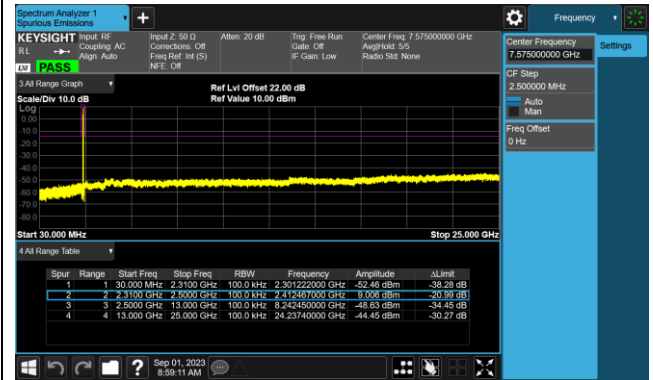 Spectrum Analyzer 1
Spurious Emissions
+
Frequency
KEYSIGHT Input: RF Input Z: 50 Ω Atten: 20 dB Trig: Free Run Center Freq: 7.575000000 GHz
RL Coupling: AC Corrections: Off Gate: Off Avg|Hold: 5/5
Align: Auto Freq Ref: Int (S) IF Gain: Low Radio Std: None
LXI PASS NFE: Off
Center Frequency
7.575000000 GHz
Settings
CF Step
2.500000 MHz
Auto
Man
Freq Offset
0 Hz
3 All Range Graph
Ref Lvl Offset 22.00 dB
Scale/Div 10.0 dB Ref Value 10.00 dBm
Log
0.00
-10.0
-20.0
-30.0
-40.0
-50.0
-60.0
-70.0
-80.0
Start 30.000 MHz Stop 25.000 GHz
4 All Range Table
Spur Range Start Freq Stop Freq RBW Frequency Amplitude ΔLimit
1 1 30.000 MHz 2.3100 GHz 100.0 kHz 2.301222000 GHz -52.46 dBm -38.28 dB
2 2 2.3100 GHz 2.5000 GHz 100.0 kHz 2.412467000 GHz 9.006 dBm -20.99 dB
3 3 2.5000 GHz 13.000 GHz 100.0 kHz 8.242450000 GHz -48.63 dBm -34.45 dB
4 4 13.000 GHz 25.000 GHz 100.0 kHz 24.23740000 GHz -44.45 dBm -30.27 dB
?
Sep 01, 2023
8:59:11 AM